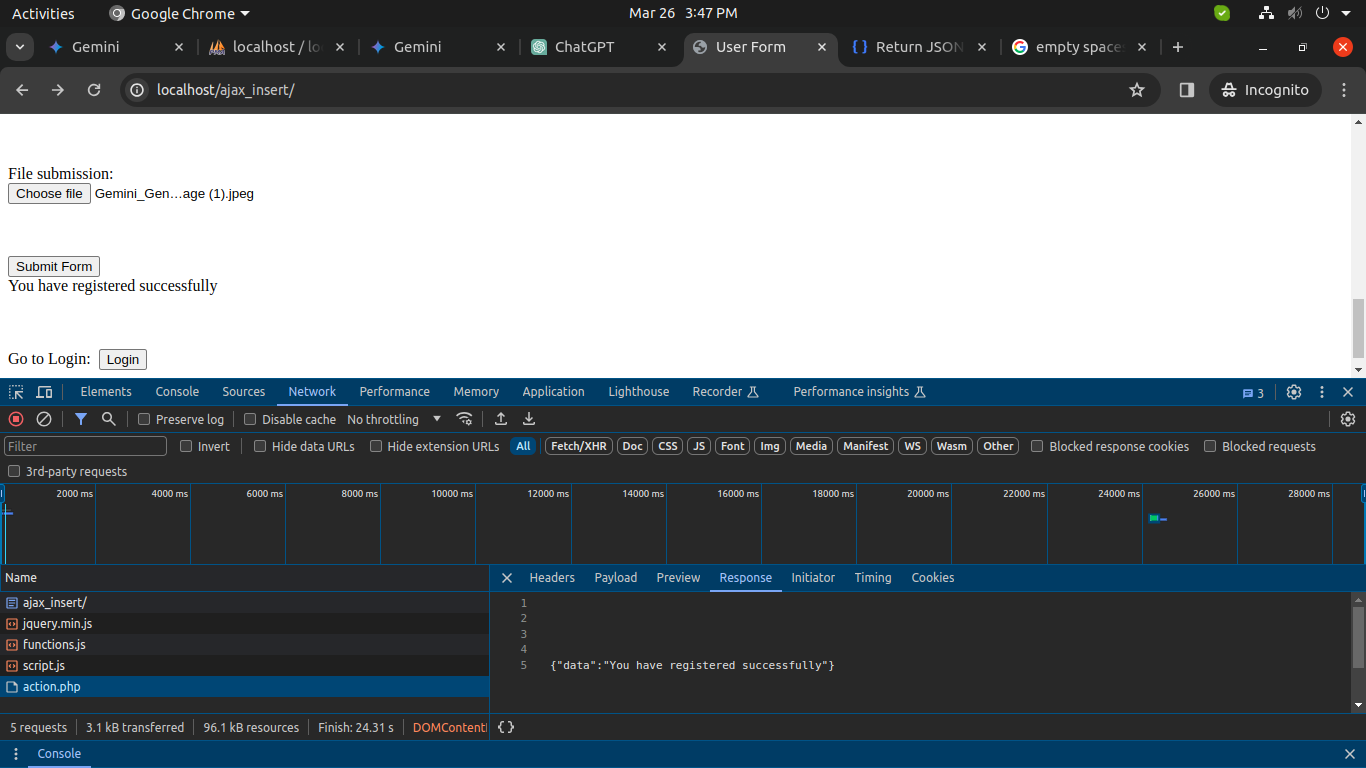 Activities Google Chrome Mar 26 3:47 PM
Gemini localhost / lo Gemini ChatGPT User Form Return JSON empty space
localhost/ajax_insert/ Incognito
File submission:
Choose file Gemini_Gen…age (1).jpeg
Submit Form
You have registered successfully
Go to Login: Login
Elements Console Sources Network Performance Memory Application Lighthouse Recorder Performance insights 3
Preserve log Disable cache No throttling
Filter Invert Hide data URLs Hide extension URLs All Fetch/XHR Doc CSS JS Font Img Media Manifest WS Wasm Other Blocked response cookies Blocked requests
3rd-party requests
2000 ms 4000 ms 6000 ms 8000 ms 10000 ms 12000 ms 14000 ms 16000 ms 18000 ms 20000 ms 22000 ms 24000 ms 26000 ms 28000 ms
Name Headers Payload Preview Response Initiator Timing Cookies
ajax_insert/ 1
jquery.min.js 2
functions.js 3
script.js 4
action.php 5 {"data":"You have registered successfully"}
5 requests 3.1 kB transferred 96.1 kB resources Finish: 24.31 s DOMContent {}
Console